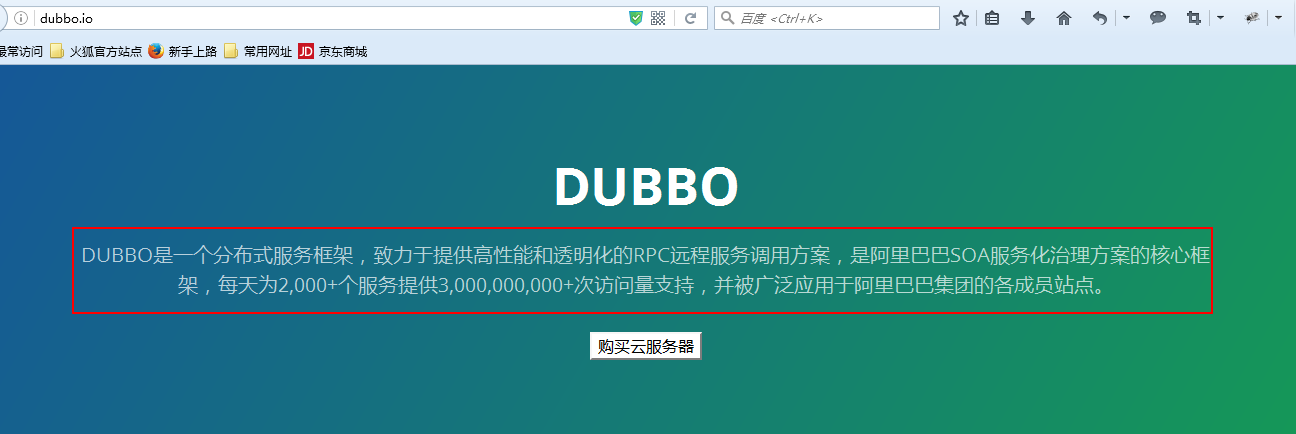 dubbo.io
百度 <Ctrl+K>
最常访问 火狐官方站点 新手上路 常用网址 JD 京东商城
DUBBO
DUBBO是一个分布式服务框架，致力于提供高性能和透明化的RPC远程服务调用方案，是阿里巴巴SOA服务化治理方案的核心框
架，每天为2,000+个服务提供3,000,000,000+次访问量支持，并被广泛应用于阿里巴巴集团的各成员站点。
购买云服务器